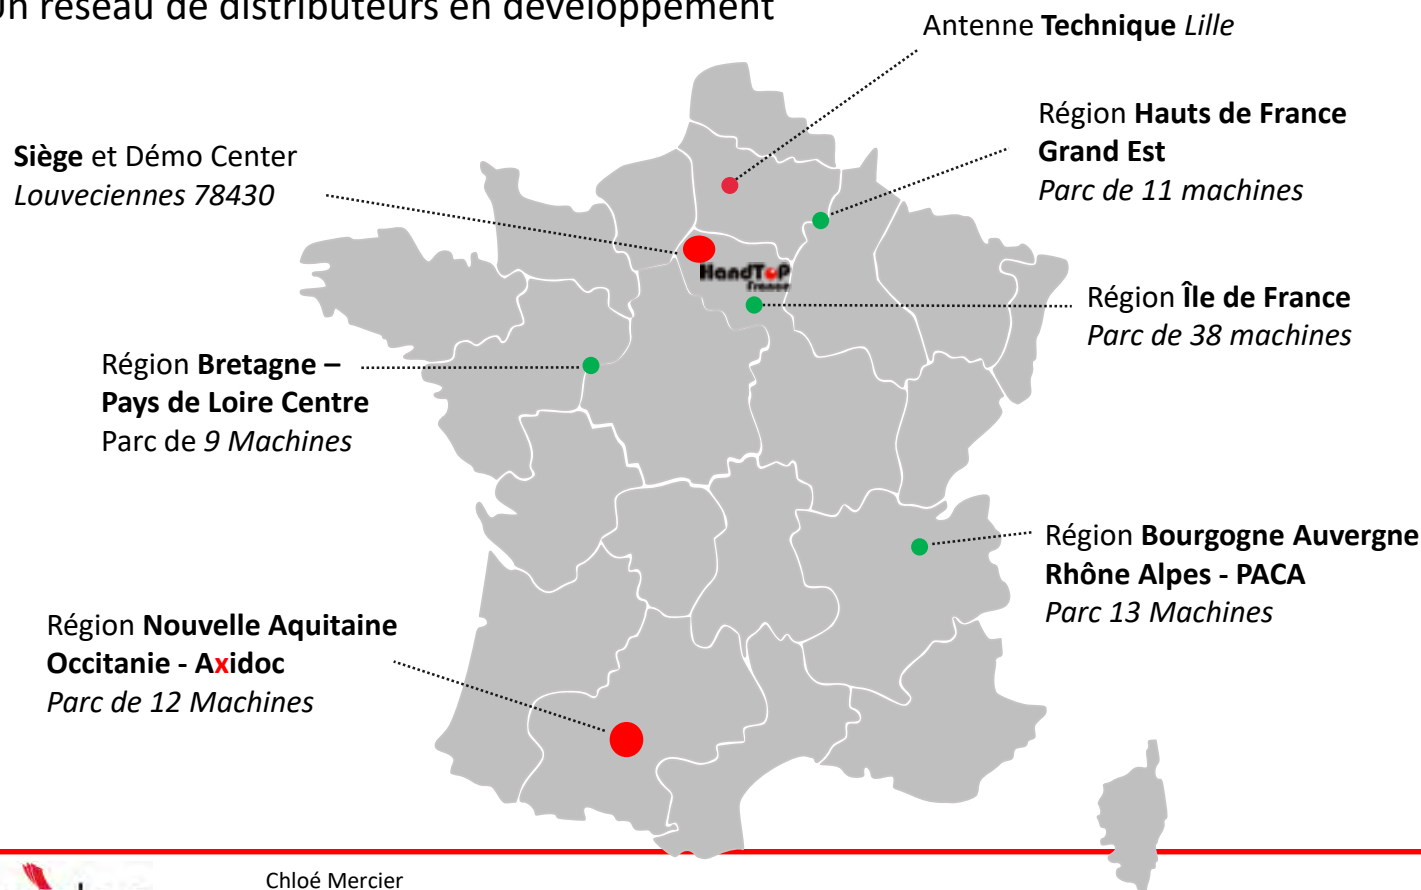 Un réseau de distributeurs en développement
Antenne Technique Lille
Région Hauts de France
Grand Est
Parc de 11 machines
Siège et Démo Center
Louveciennes 78430
HandToP
France
Région Île de France
Parc de 38 machines
Région Bretagne –
Pays de Loire Centre
Parc de 9 Machines
Région Bourgogne Auvergne
Rhône Alpes - PACA
Parc 13 Machines
Région Nouvelle Aquitaine
Occitanie - Axidoc
Parc de 12 Machines
Chloé Mercier